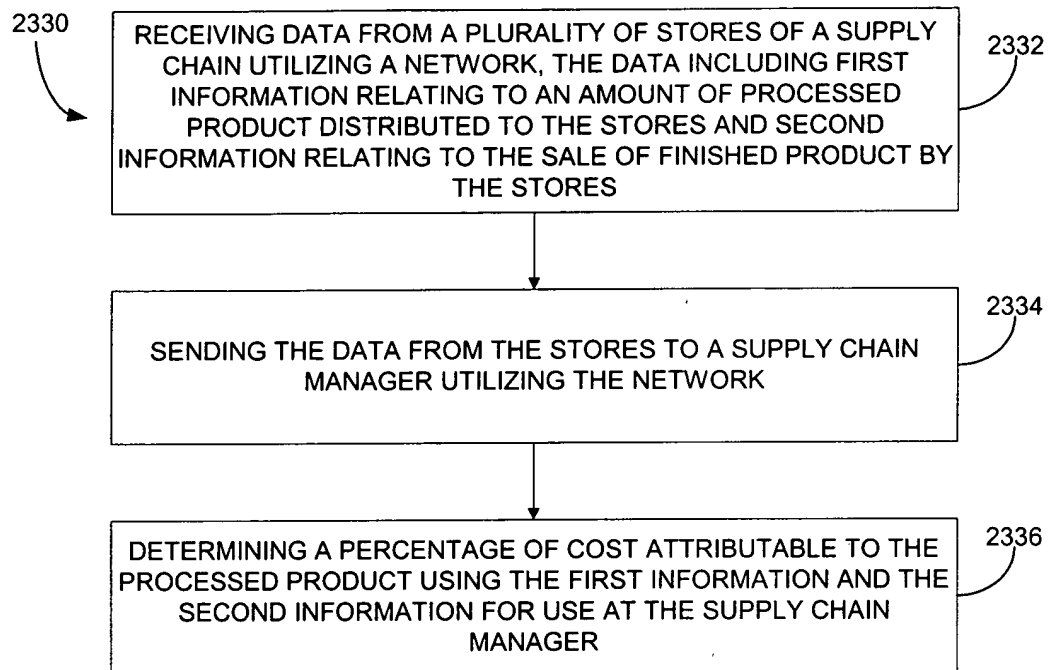 2330
RECEIVING DATA FROM A PLURALITY OF STORES OF A SUPPLY
CHAIN UTILIZING A NETWORK, THE DATA INCLUDING FIRST
INFORMATION RELATING TO AN AMOUNT OF PROCESSED
PRODUCT DISTRIBUTED TO THE STORES AND SECOND
INFORMATION RELATING TO THE SALE OF FINISHED PRODUCT BY
THE STORES
2332
SENDING THE DATA FROM THE STORES TO A SUPPLY CHAIN
MANAGER UTILIZING THE NETWORK
2334
DETERMINING A PERCENTAGE OF COST ATTRIBUTABLE TO THE
PROCESSED PRODUCT USING THE FIRST INFORMATION AND THE
SECOND INFORMATION FOR USE AT THE SUPPLY CHAIN
MANAGER
2336